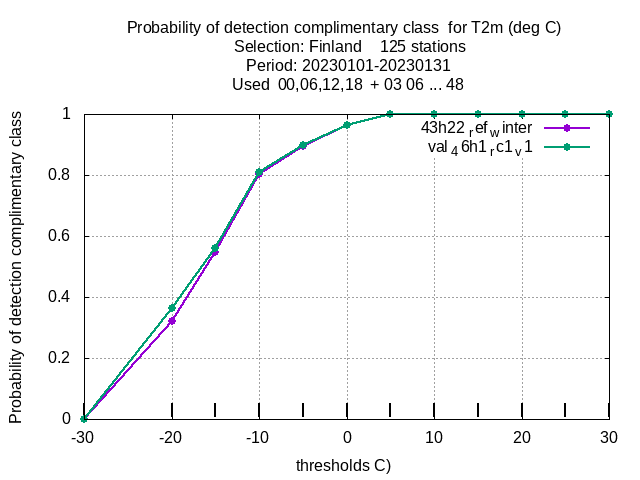 Probability of detection complimentary class  for T2m (deg C)
Selection: Finland    125 stations
Period: 20230101-20230131
Used  00,06,12,18  + 03 06 ... 48
Probability of detection complimentary class
1
0.8
0.6
0.4
0.2
0
43h22_ref_winter
val_46h1_rc1_v1
-30 -20 -10 0 10 20 30
thresholds C)